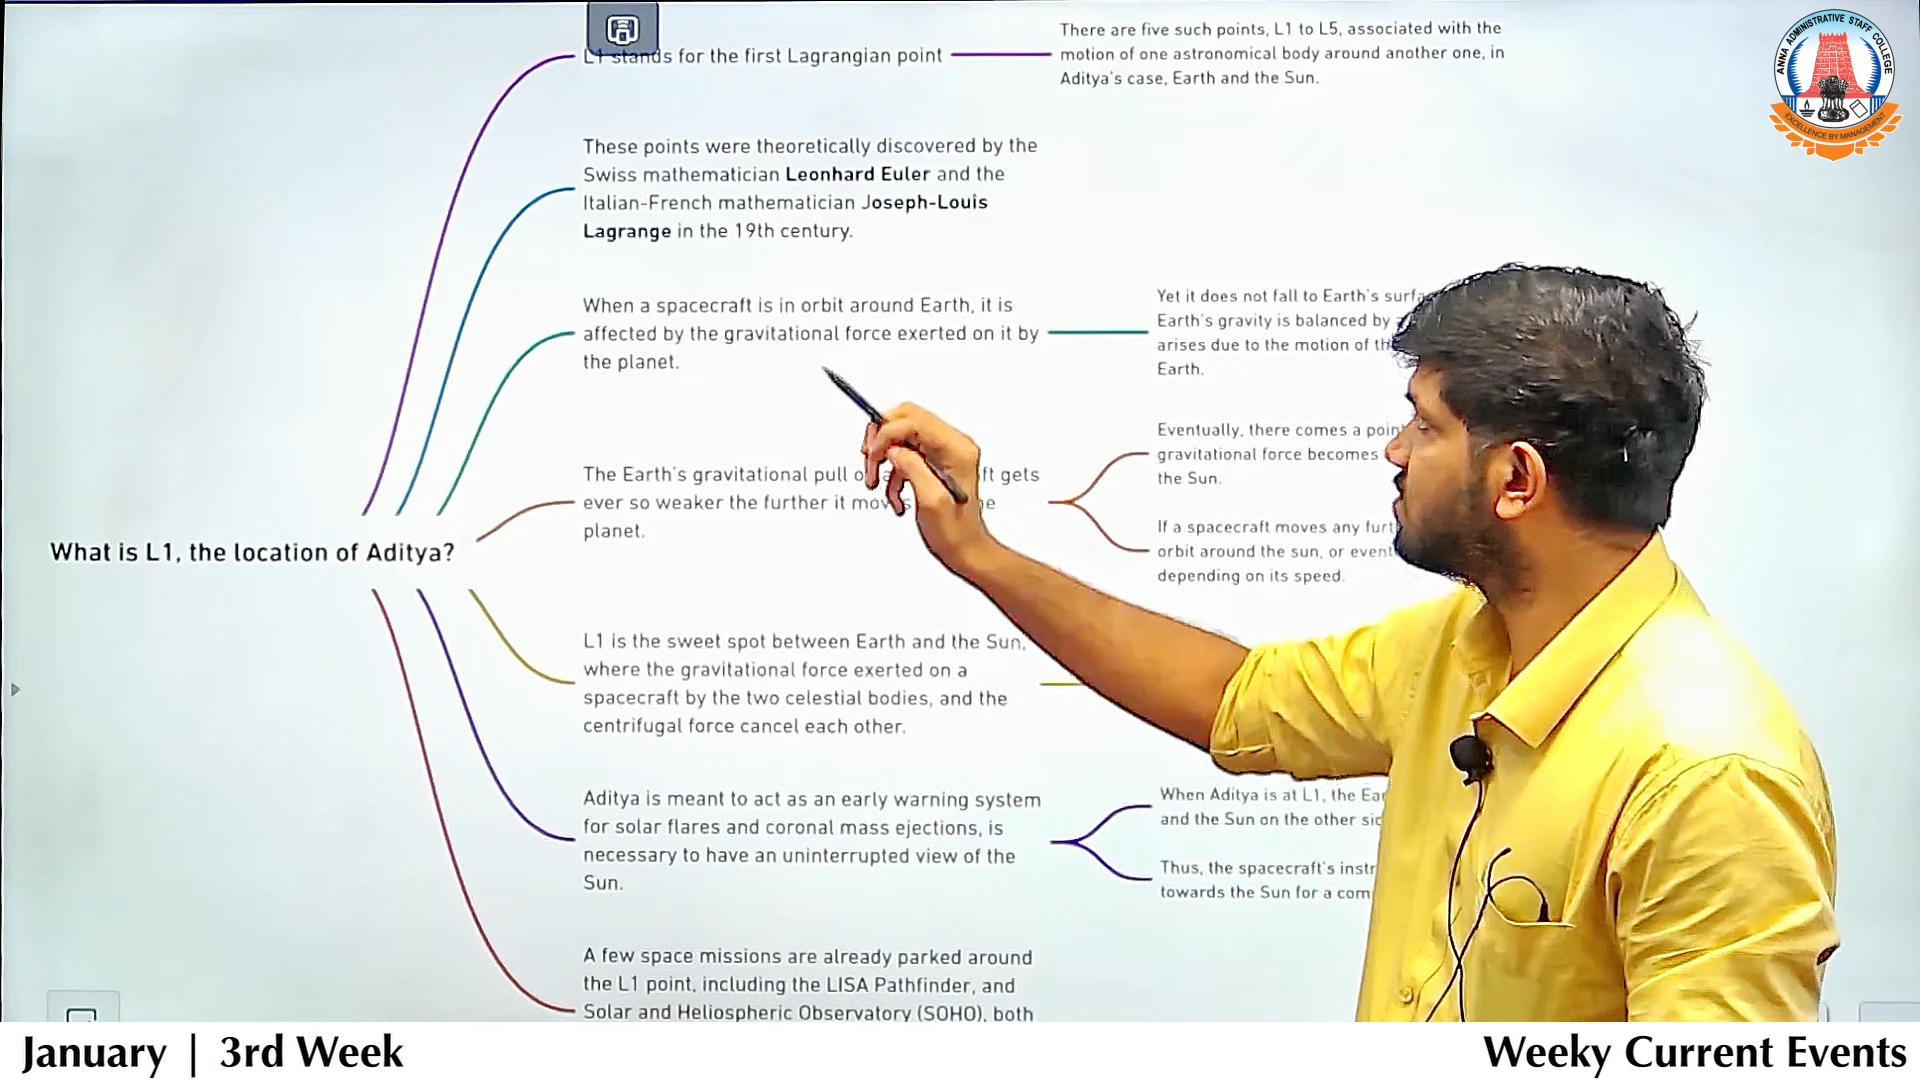 L1 stands for the first Lagrangian point
There are five such points, L1 to L5, associated with the
motion of one astronomical body around another one, in
Aditya's case, Earth and the Sun.
ANNA ADMINISTRATIVE STAFF COLLEGE
EXCELLENCE BY MANAGEMENT
These points were theoretically discovered by the
Swiss mathematician Leonhard Euler and the
Italian-French mathematician Joseph-Louis
Lagrange in the 19th century.
When a spacecraft is in orbit around Earth, it is
affected by the gravitational force exerted on it by
the planet.
Yet it does not fall to Earth's
Earth's gravity is balanced by
arises due to the motion of
Earth.
The Earth's gravitational pull gets
ever so weaker the further it
planet.
Eventually, there comes a
gravitational force becomes
the Sun.
If a spacecraft moves any
orbit around the sun, or
depending on its speed.
What is L1, the location of Aditya?
L1 is the sweet spot between Earth and the Sun,
where the gravitational force exerted on a
spacecraft by the two celestial bodies, and the
centrifugal force cancel each other.
Aditya is meant to act as an early warning system
for solar flares and coronal mass ejections, is
necessary to have an uninterrupted view of the
Sun.
When Aditya is at L1, the
and the Sun on the other
Thus, the spacecraft's
towards the Sun for a
A few space missions are already parked around
the L1 point, including the LISA Pathfinder, and
Solar and Heliospheric Observatory (SOHO), both
January | 3rd Week
Weeky Current Events